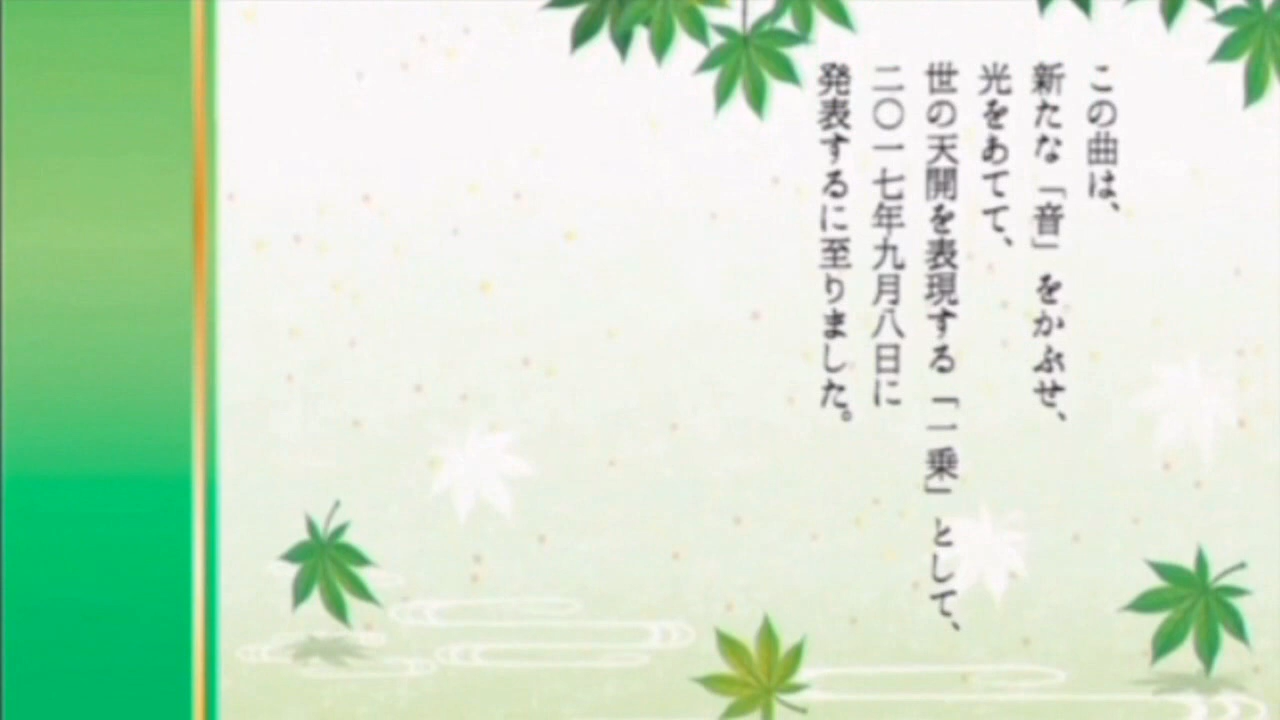 この曲は、
新たな「音」をかぶせ、
光をあてて、
世の天開を表現する「一乗」として、
二〇一七年九月八日に
発表するに至りました。